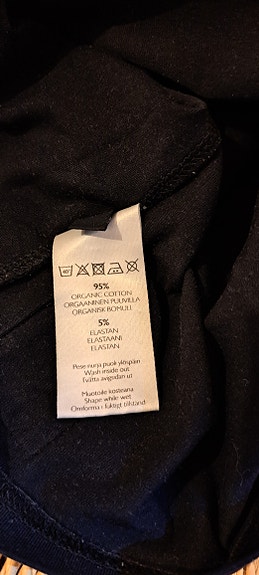 95%
ORGANIC COTTON
ORGAANINEN PUUVILLA
ORGANISK BOMULL
5%
ELASTAN
ELASTAANI
ELASTAN
Pese nurja puoli ylöspäin
Wash inside out
Tvätta avigsidan ut
Muotoile kosteana
Shape while wet
Omforma i fuktigt tillstånd